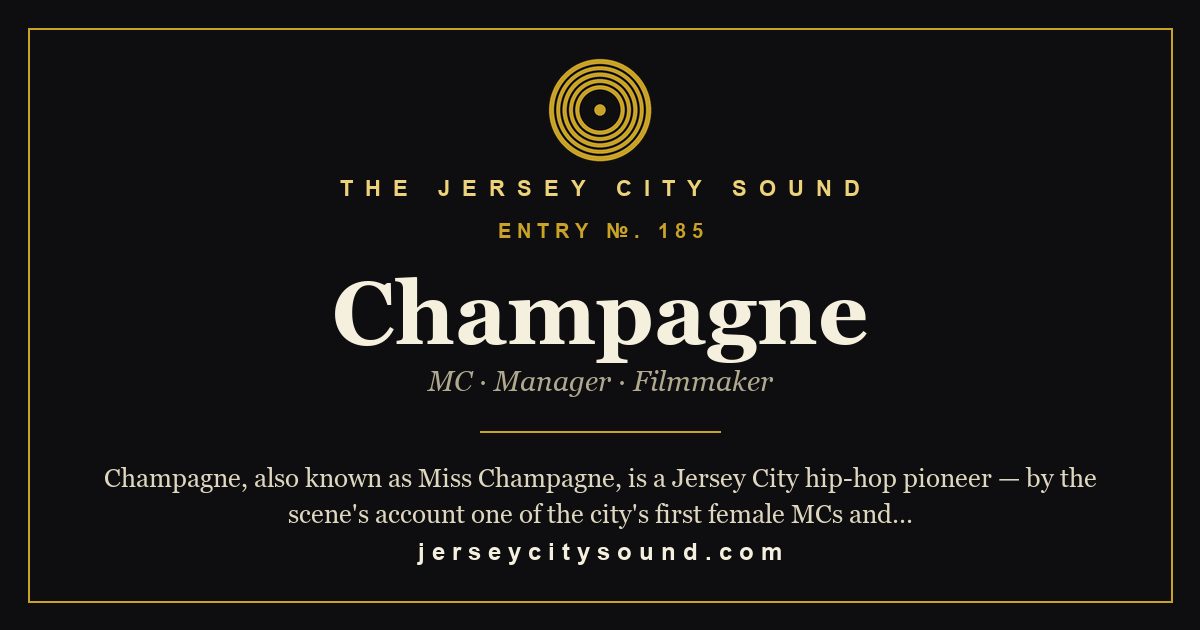 THE JERSEY CITY SOUND
ENTRY №. 185
Champagne
MC · Manager · Filmmaker
Champagne, also known as Miss Champagne, is a Jersey City hip-hop pioneer — by the
scene's account one of the city's first female MCs and...
jerseycitysound.com